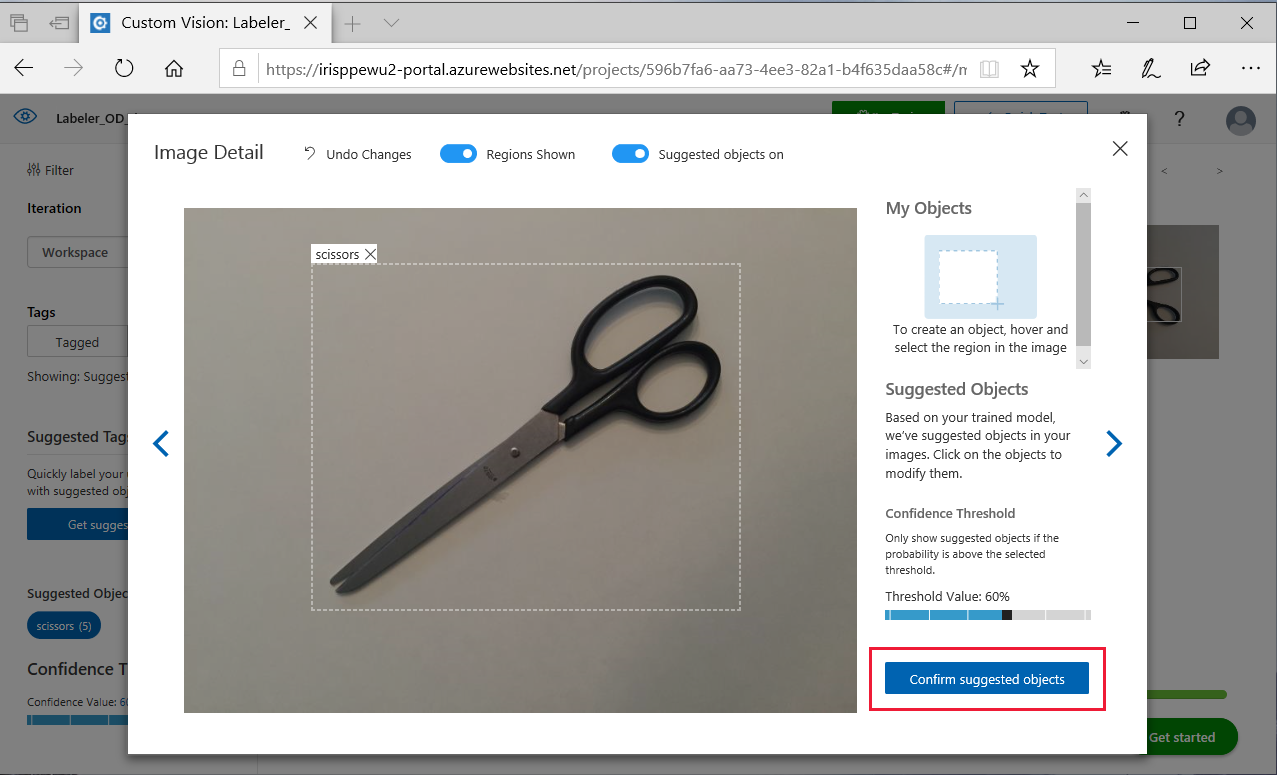 Custom Vision: Labeler_
https://irisppewu2-portal.azurewebsites.net/projects/596b7fa6-aa73-4ee3-82a1-b4f635daa58c#/m
Labeler_OD_
?
Image Detail
Undo Changes
Regions Shown
Suggested objects on
Filter
Iteration
Workspace
Tags
Tagged
Showing: Suggest
Suggested Tag
Quickly label your
with suggested obj
Get sugges
Suggested Objec
scissors (5)
Confidence T
Confidence Value: 60
scissors
My Objects
To create an object, hover and
select the region in the image
Suggested Objects
Based on your trained model,
we've suggested objects in your
images. Click on the objects to
modify them.
Confidence Threshold
Only show suggested objects if the
probability is above the selected
threshold.
Threshold Value: 60%
Confirm suggested objects
Get started